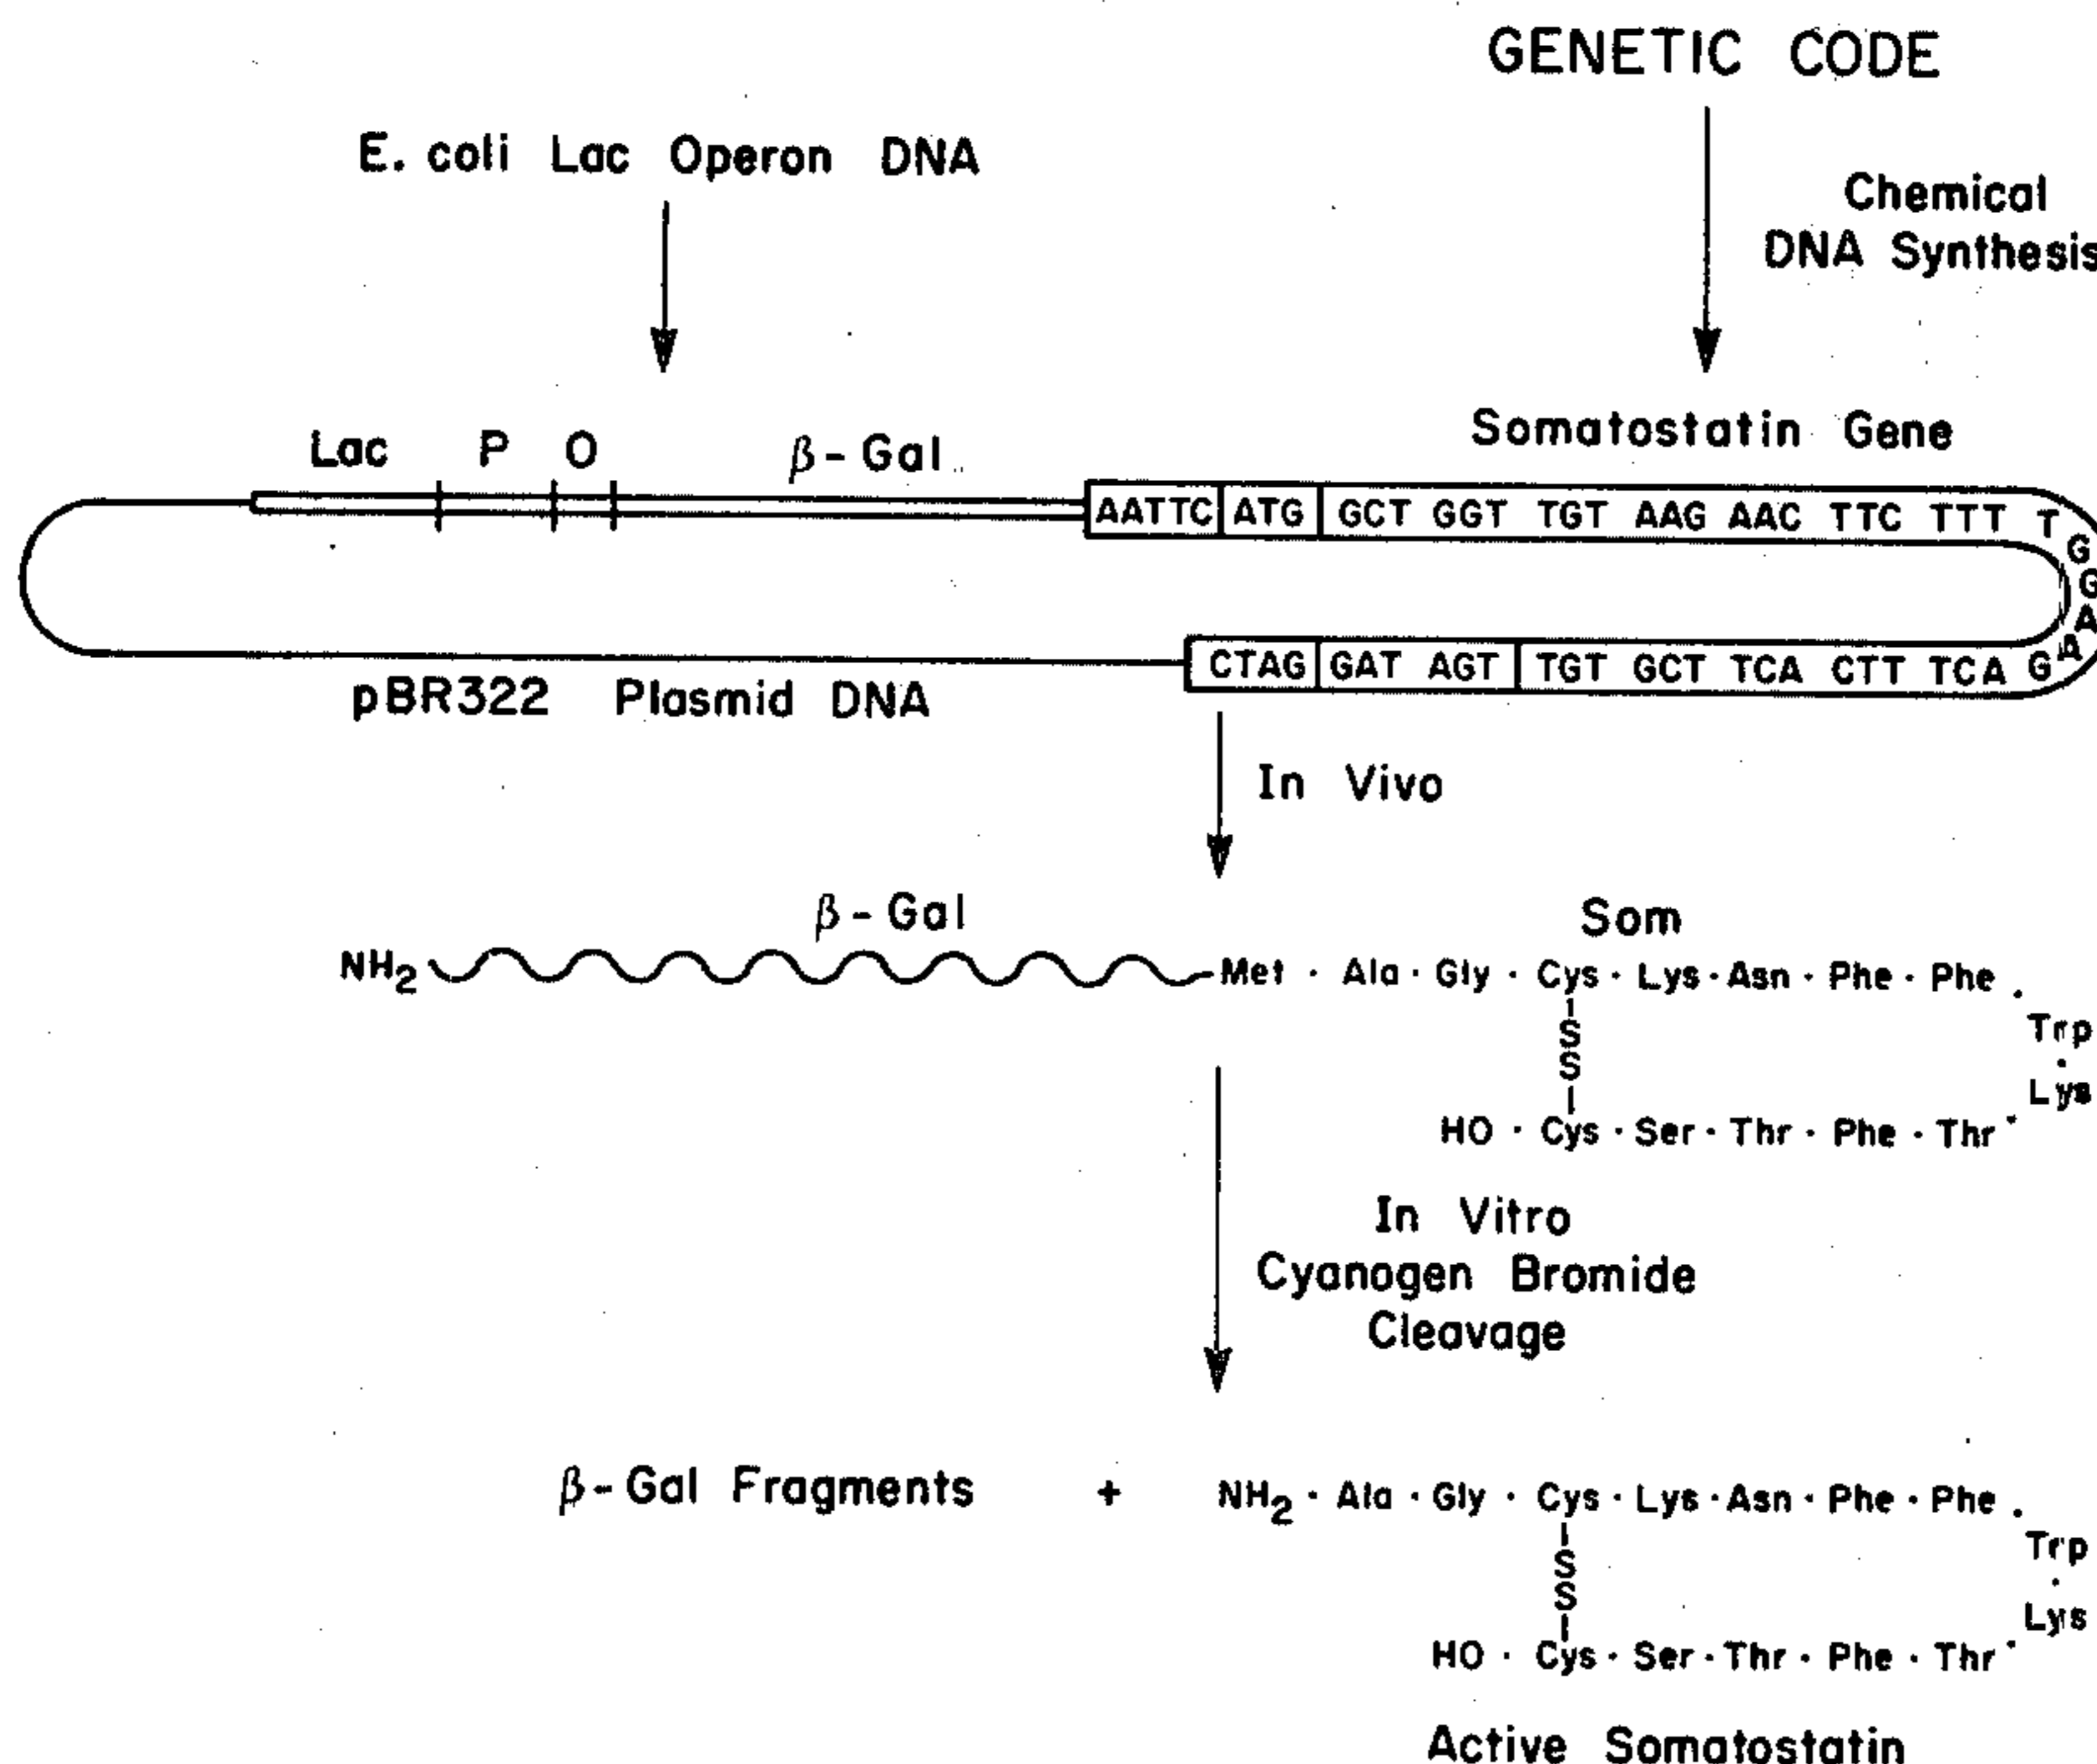 GENETIC CODE
E. coli Lac Operon DNA
Chemical
DNA Synthesis
Somatostatin Gene
Lac P O β-Gal
AATTC ATG GCT GGT TGT AAG AAC TTC TTT T
G
G
A
A
CTAG GAT AGT TGT GCT TCA CTT TCA G
pBR322 Plasmid DNA
In Vivo
β-Gal Som
NH2 Met · Ala · Gly · Cys · Lys · Asn · Phe · Phe ·
S
S
Trp
·
Lys
HO · Cys · Ser · Thr · Phe · Thr ·
In Vitro
Cyanogen Bromide
Cleavage
β-Gal Fragments + NH2 · Ala · Gly · Cys · Lys · Asn · Phe · Phe ·
S
S
Trp
·
Lys
HO · Cys · Ser · Thr · Phe · Thr ·
Active Somatostatin